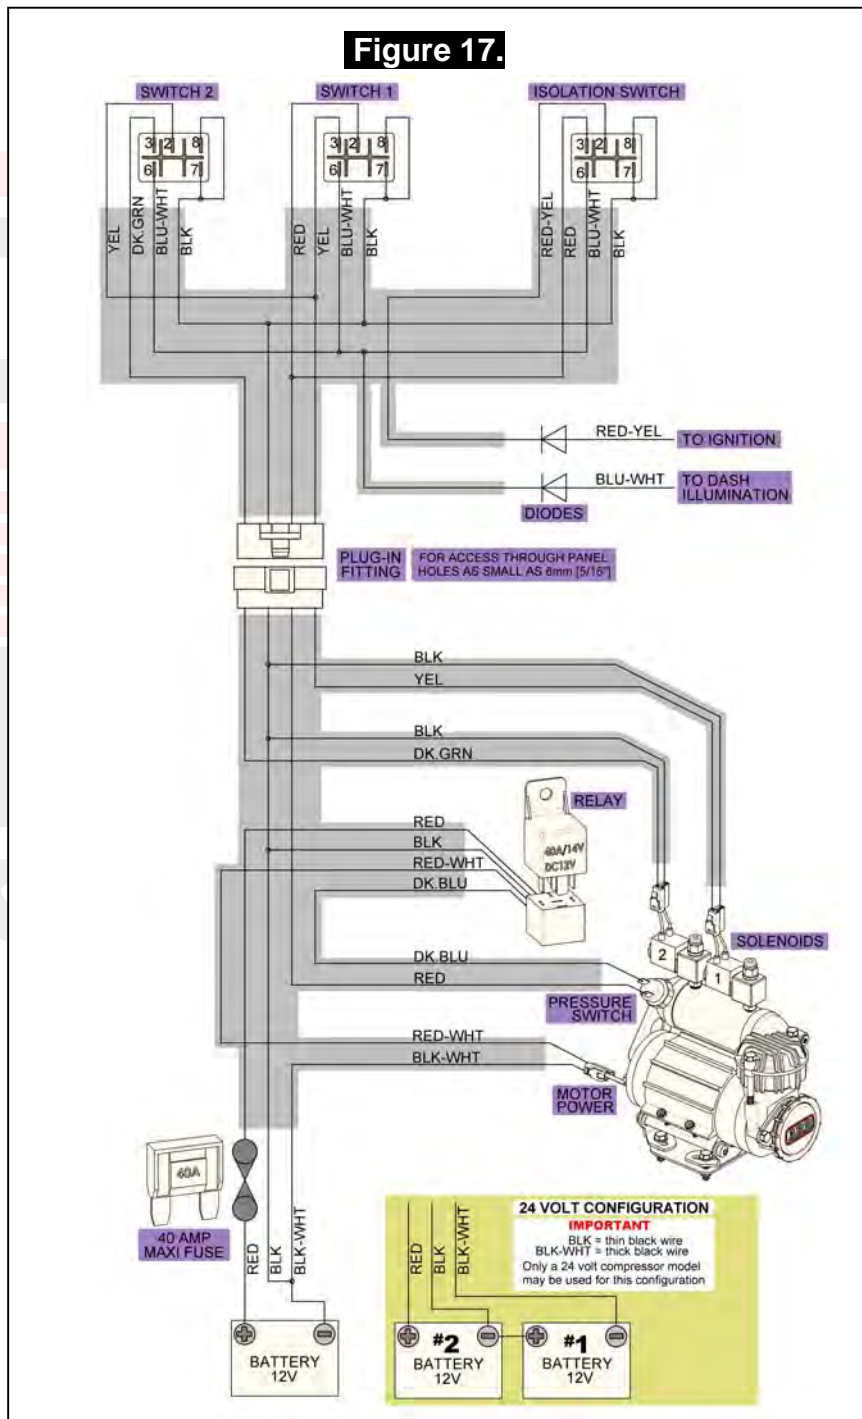 Figure 17.
SWITCH 2
SWITCH 1
ISOLATION SWITCH
3 2 8
6 7
3 2 8
6 7
3 2 8
6 7
YEL
DK.GRN
BLU-WHT
BLK
RED
YEL
BLU-WHT
BLK
RED-YEL
RED
BLU-WHT
BLK
RED-YEL
TO IGNITION
BLU-WHT
TO DASH
ILLUMINATION
DIODES
PLUG-IN
FITTING
FOR ACCESS THROUGH PANEL
HOLES AS SMALL AS 8mm [5/16"]
BLK
YEL
BLK
DK.GRN
RELAY
40A/14V
DC12V
RED
BLK
RED-WHT
DK.BLU
SOLENOIDS
2
1
DK.BLU
RED
PRESSURE
SWITCH
RED-WHT
BLK-WHT
MOTOR
POWER
40A
40 AMP
MAXI FUSE
RED
BLK
BLK-WHT
BATTERY
12V
24 VOLT CONFIGURATION
IMPORTANT
BLK = thin black wire
BLK-WHT = thick black wire
Only a 24 volt compressor model
may be used for this configuration
RED
BLK
BLK-WHT
#2
BATTERY
12V
#1
BATTERY
12V